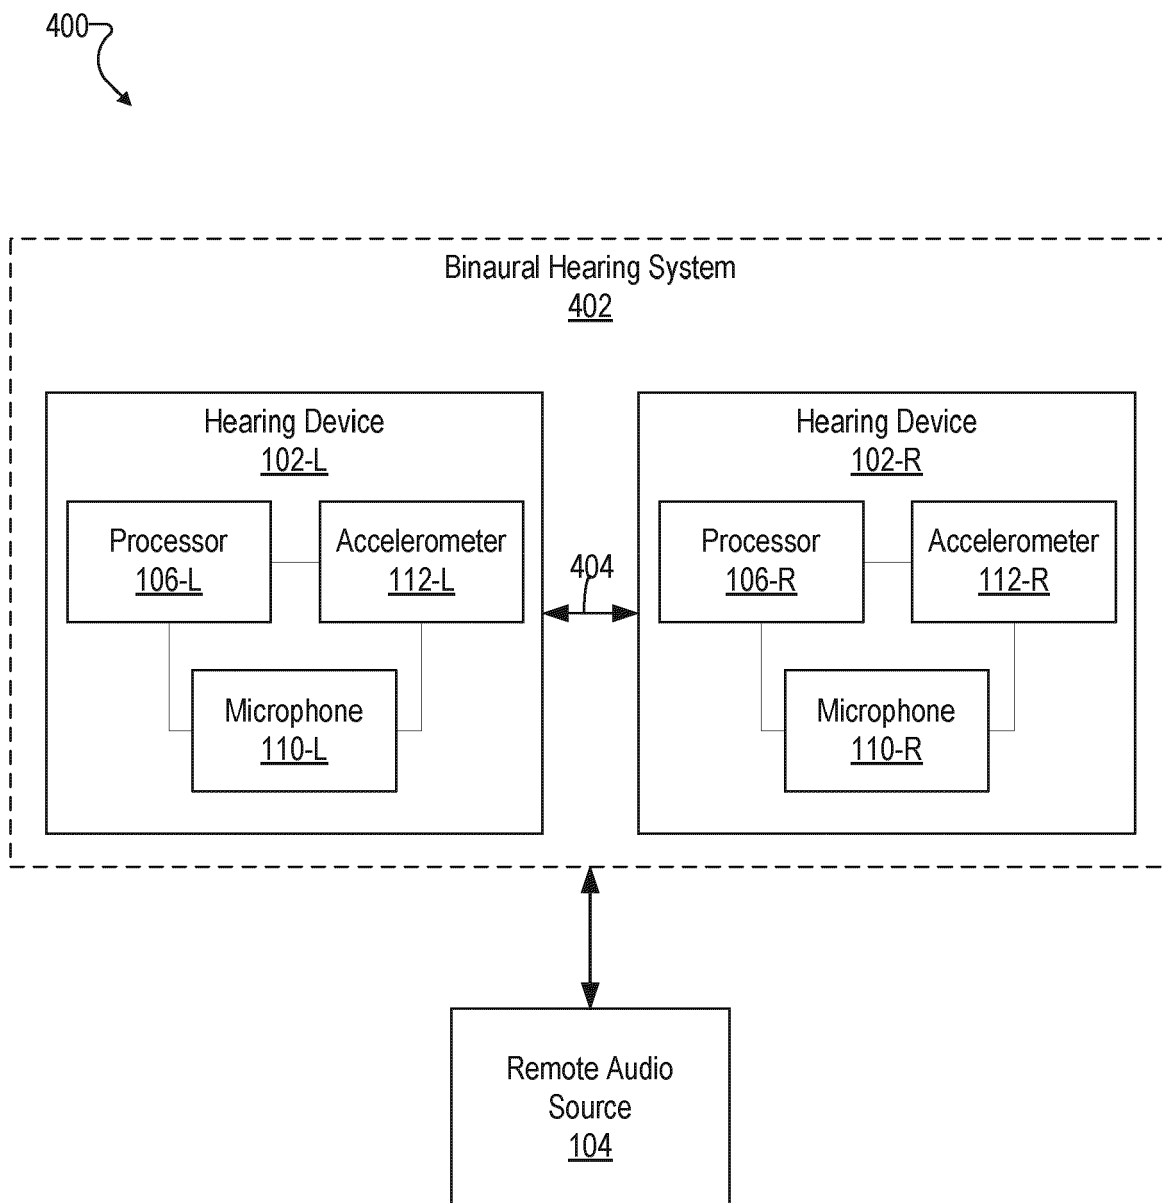 400
Binaural Hearing System
402
Hearing Device
102-L
Processor
106-L
Accelerometer
112-L
Microphone
110-L
404
Hearing Device
102-R
Processor
106-R
Accelerometer
112-R
Microphone
110-R
Remote Audio
Source
104